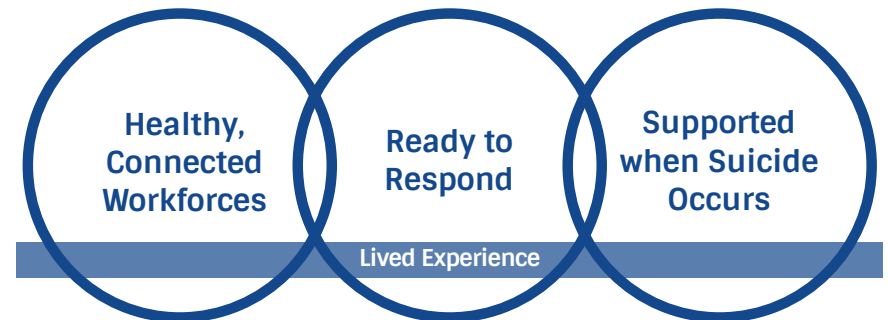 Healthy,
Connected
Workforces
Ready to
Respond
Supported
when Suicide
Occurs
Lived Experience